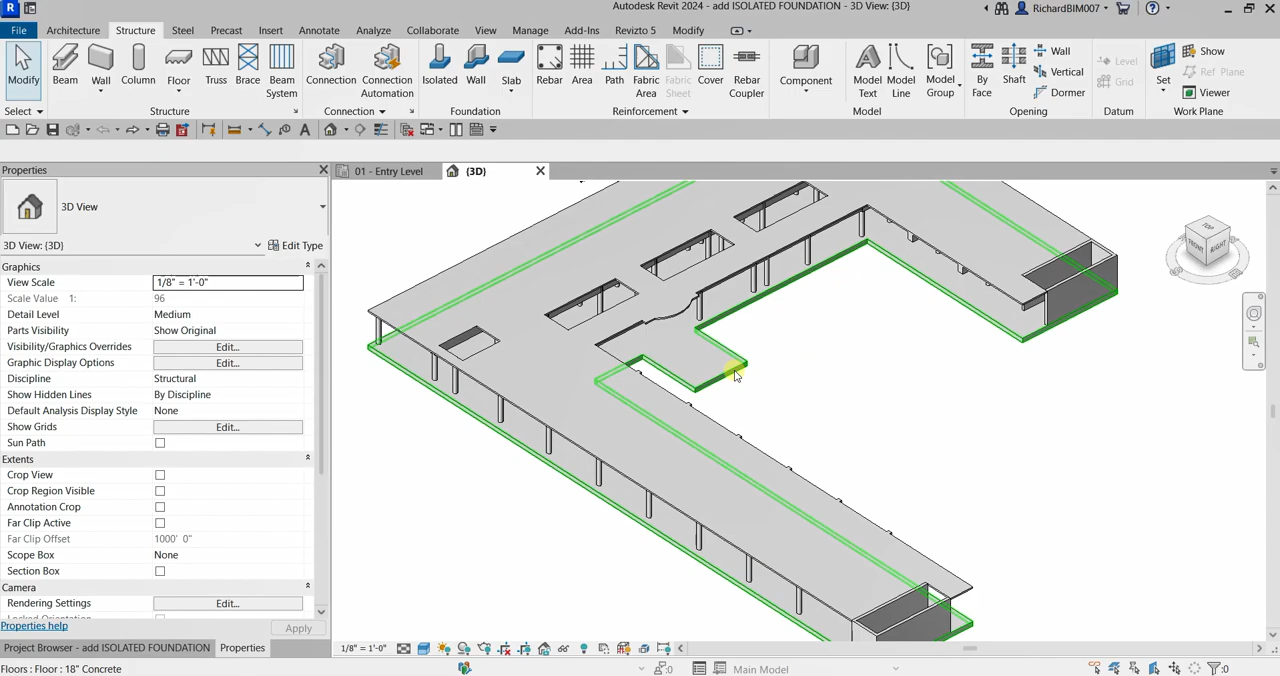 Autodesk Revit 2024 - add ISOLATED FOUNDATION - 3D View: {3D}
RichardBIM007
File Architecture Structure Steel Precast Insert Annotate Analyze Collaborate View Manage Add-Ins Revizto 5 Modify
Modify
Beam
Wall
Column
Floor
Truss
Brace
Beam System
Connection
Connection Automation
Isolated
Wall
Slab
Rebar
Area
Path
Fabric Area
Fabric Sheet
Cover
Rebar Coupler
Component
Model Text
Model Line
Model Group
By Face
Shaft
Wall
Vertical
Dormer
Level
Grid
Set
Show
Ref Plane
Viewer
Select
Structure
Connection
Foundation
Reinforcement
Model
Opening
Datum
Work Plane
Properties
01 - Entry Level
{3D}
3D View
3D View: {3D}
Edit Type
Graphics
View Scale 1/8" = 1'-0"
Scale Value 1: 96
Detail Level Medium
Parts Visibility Show Original
Visibility/Graphics Overrides Edit...
Graphic Display Options Edit...
Discipline Structural
Show Hidden Lines By Discipline
Default Analysis Display Style None
Show Grids Edit...
Sun Path
Extents
Crop View
Crop Region Visible
Annotation Crop
Far Clip Active
Far Clip Offset 1000' 0"
Scope Box None
Section Box
Camera
Rendering Settings Edit...
Properties help
Apply
Project Browser - add ISOLATED FOUNDATION
Properties
TOP
FRONT
RIGHT
1/8" = 1'-0"
Floors : Floor : 18" Concrete
:0
Main Model
:0